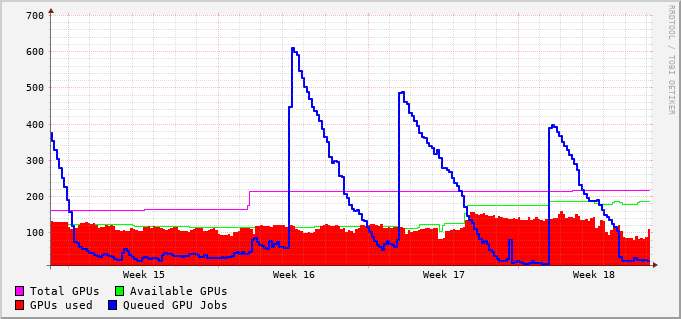 700
600
500
400
300
200
100
Week 15 Week 16 Week 17 Week 18
Total GPUs Available GPUs
GPUs used Queued GPU Jobs
RRDTOOL / TOBI OETIKER